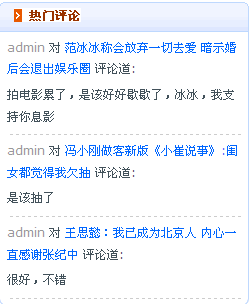 热门评论
admin 对 范冰冰称会放弃一切去爱 暗示婚
后会退出娱乐圈 评论道:
拍电影累了，是该好好歇歇了，冰冰，我支
持你息影
admin 对 冯小刚做客新版《小崔说事》:闺
女都觉得我欠抽 评论道:
是该抽了
admin 对 王思懿：我已成为北京人 内心一
直感谢张纪中 评论道:
很好，不错